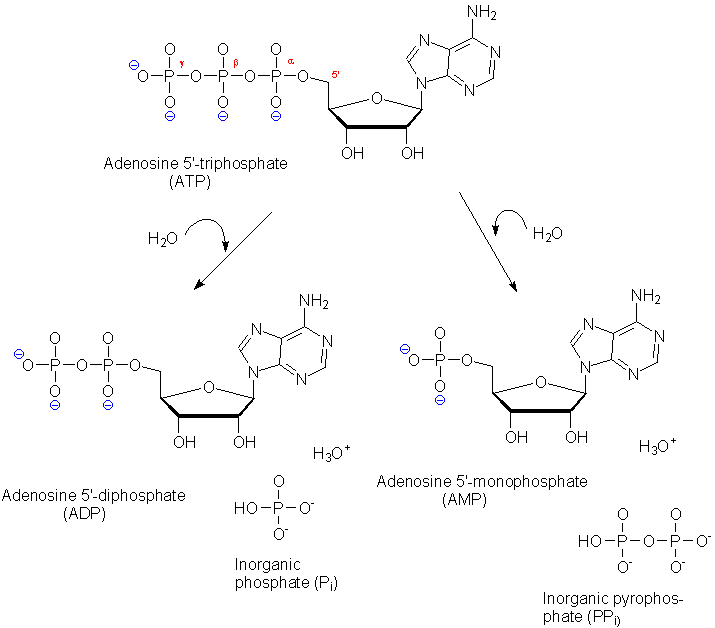 NH2
O O O N N
γ β α
⊖ O P O P O P O 5' N N
O O O O
⊖ ⊖ ⊖ OH OH
Adenosine 5'-triphosphate
(ATP)
H2O H2O
NH2
O O N N
⊖ O P O P O N N
O O O
⊖ ⊖ OH OH
H3O+
Adenosine 5'-diphosphate
(ADP)
O
HO P O-
O-
Inorganic
phosphate (Pi)
NH2
O N N
⊖ O P O N N
O O
⊖ OH OH
H3O+
Adenosine 5'-monophosphate
(AMP)
O O
HO P O P O-
O- O-
Inorganic pyrophos-
phate (PPi)